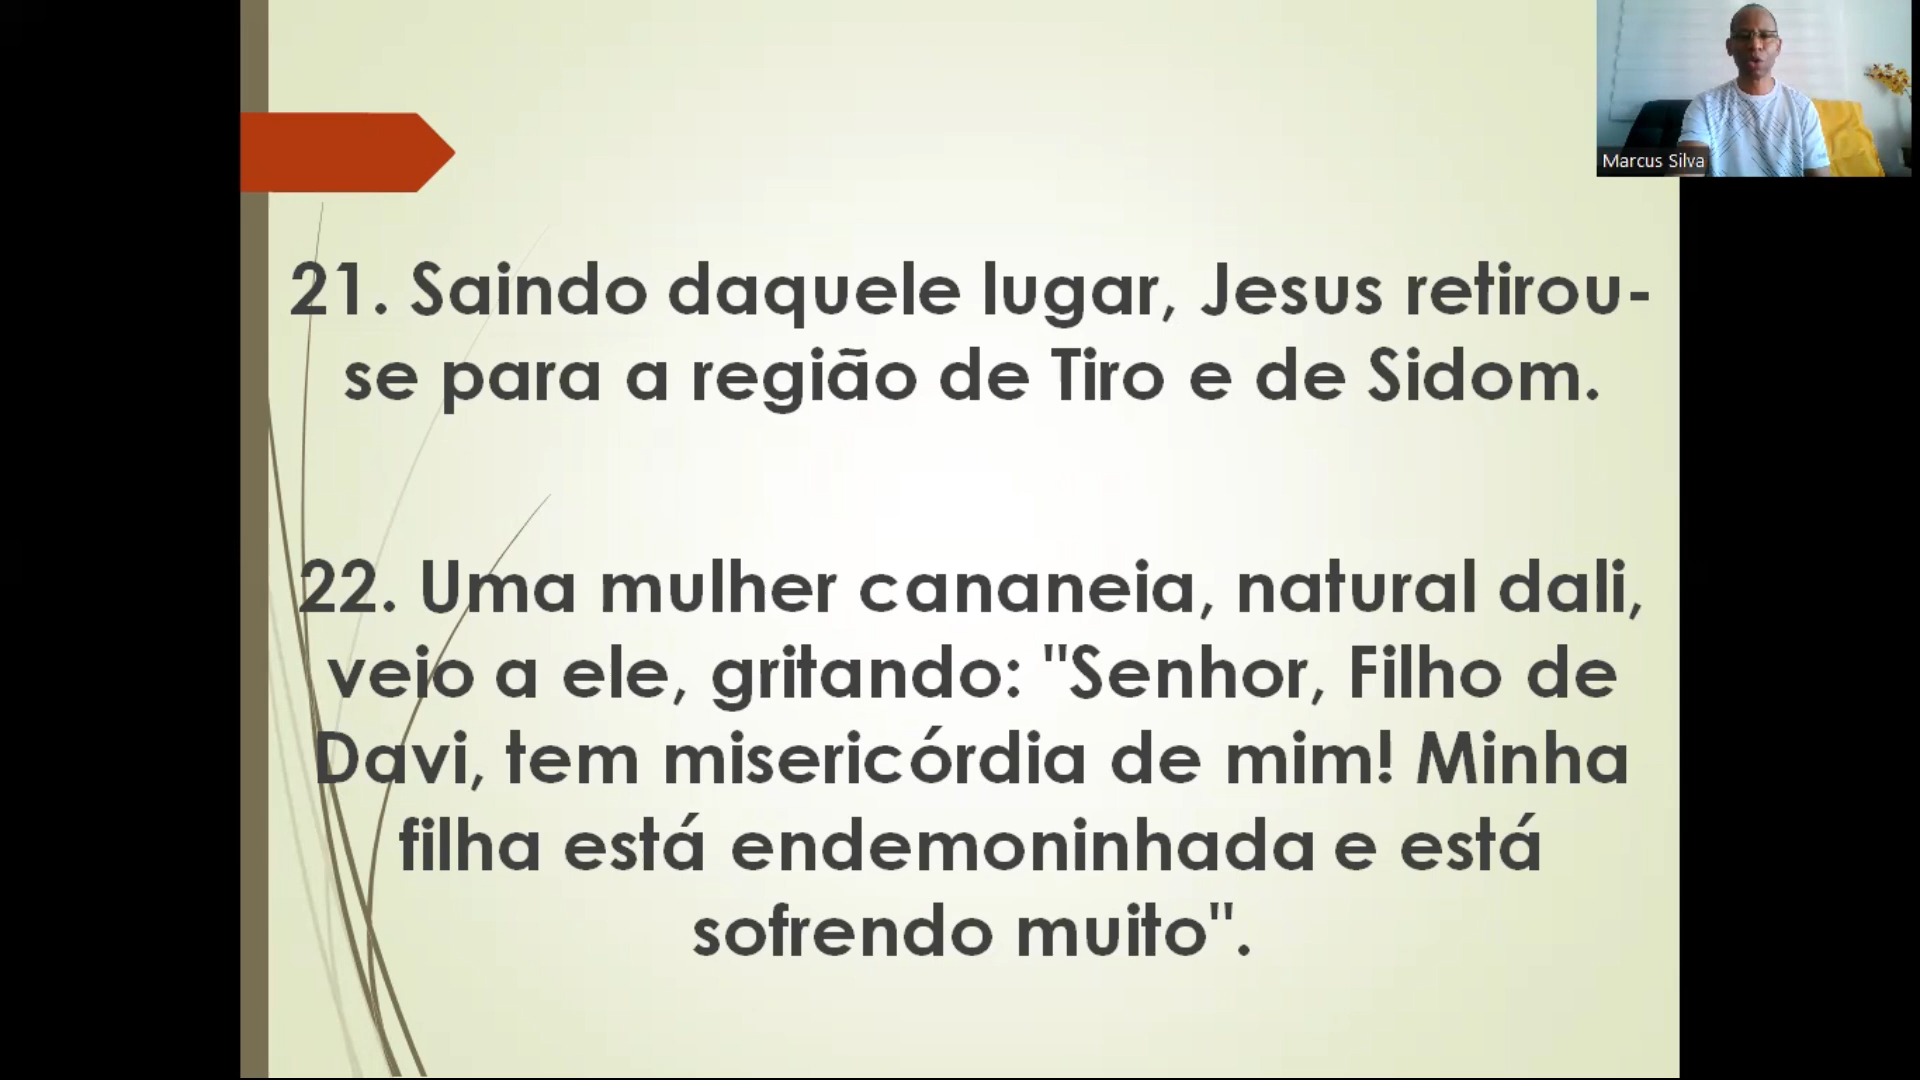 Marcus Silva
21. Saindo daquele lugar, Jesus retirou-
se para a região de Tiro e de Sidom.
22. Uma mulher cananeia, natural dali,
veio a ele, gritando: "Senhor, Filho de
Davi, tem misericórdia de mim! Minha
filha está endemoninhada e está
sofrendo muito".